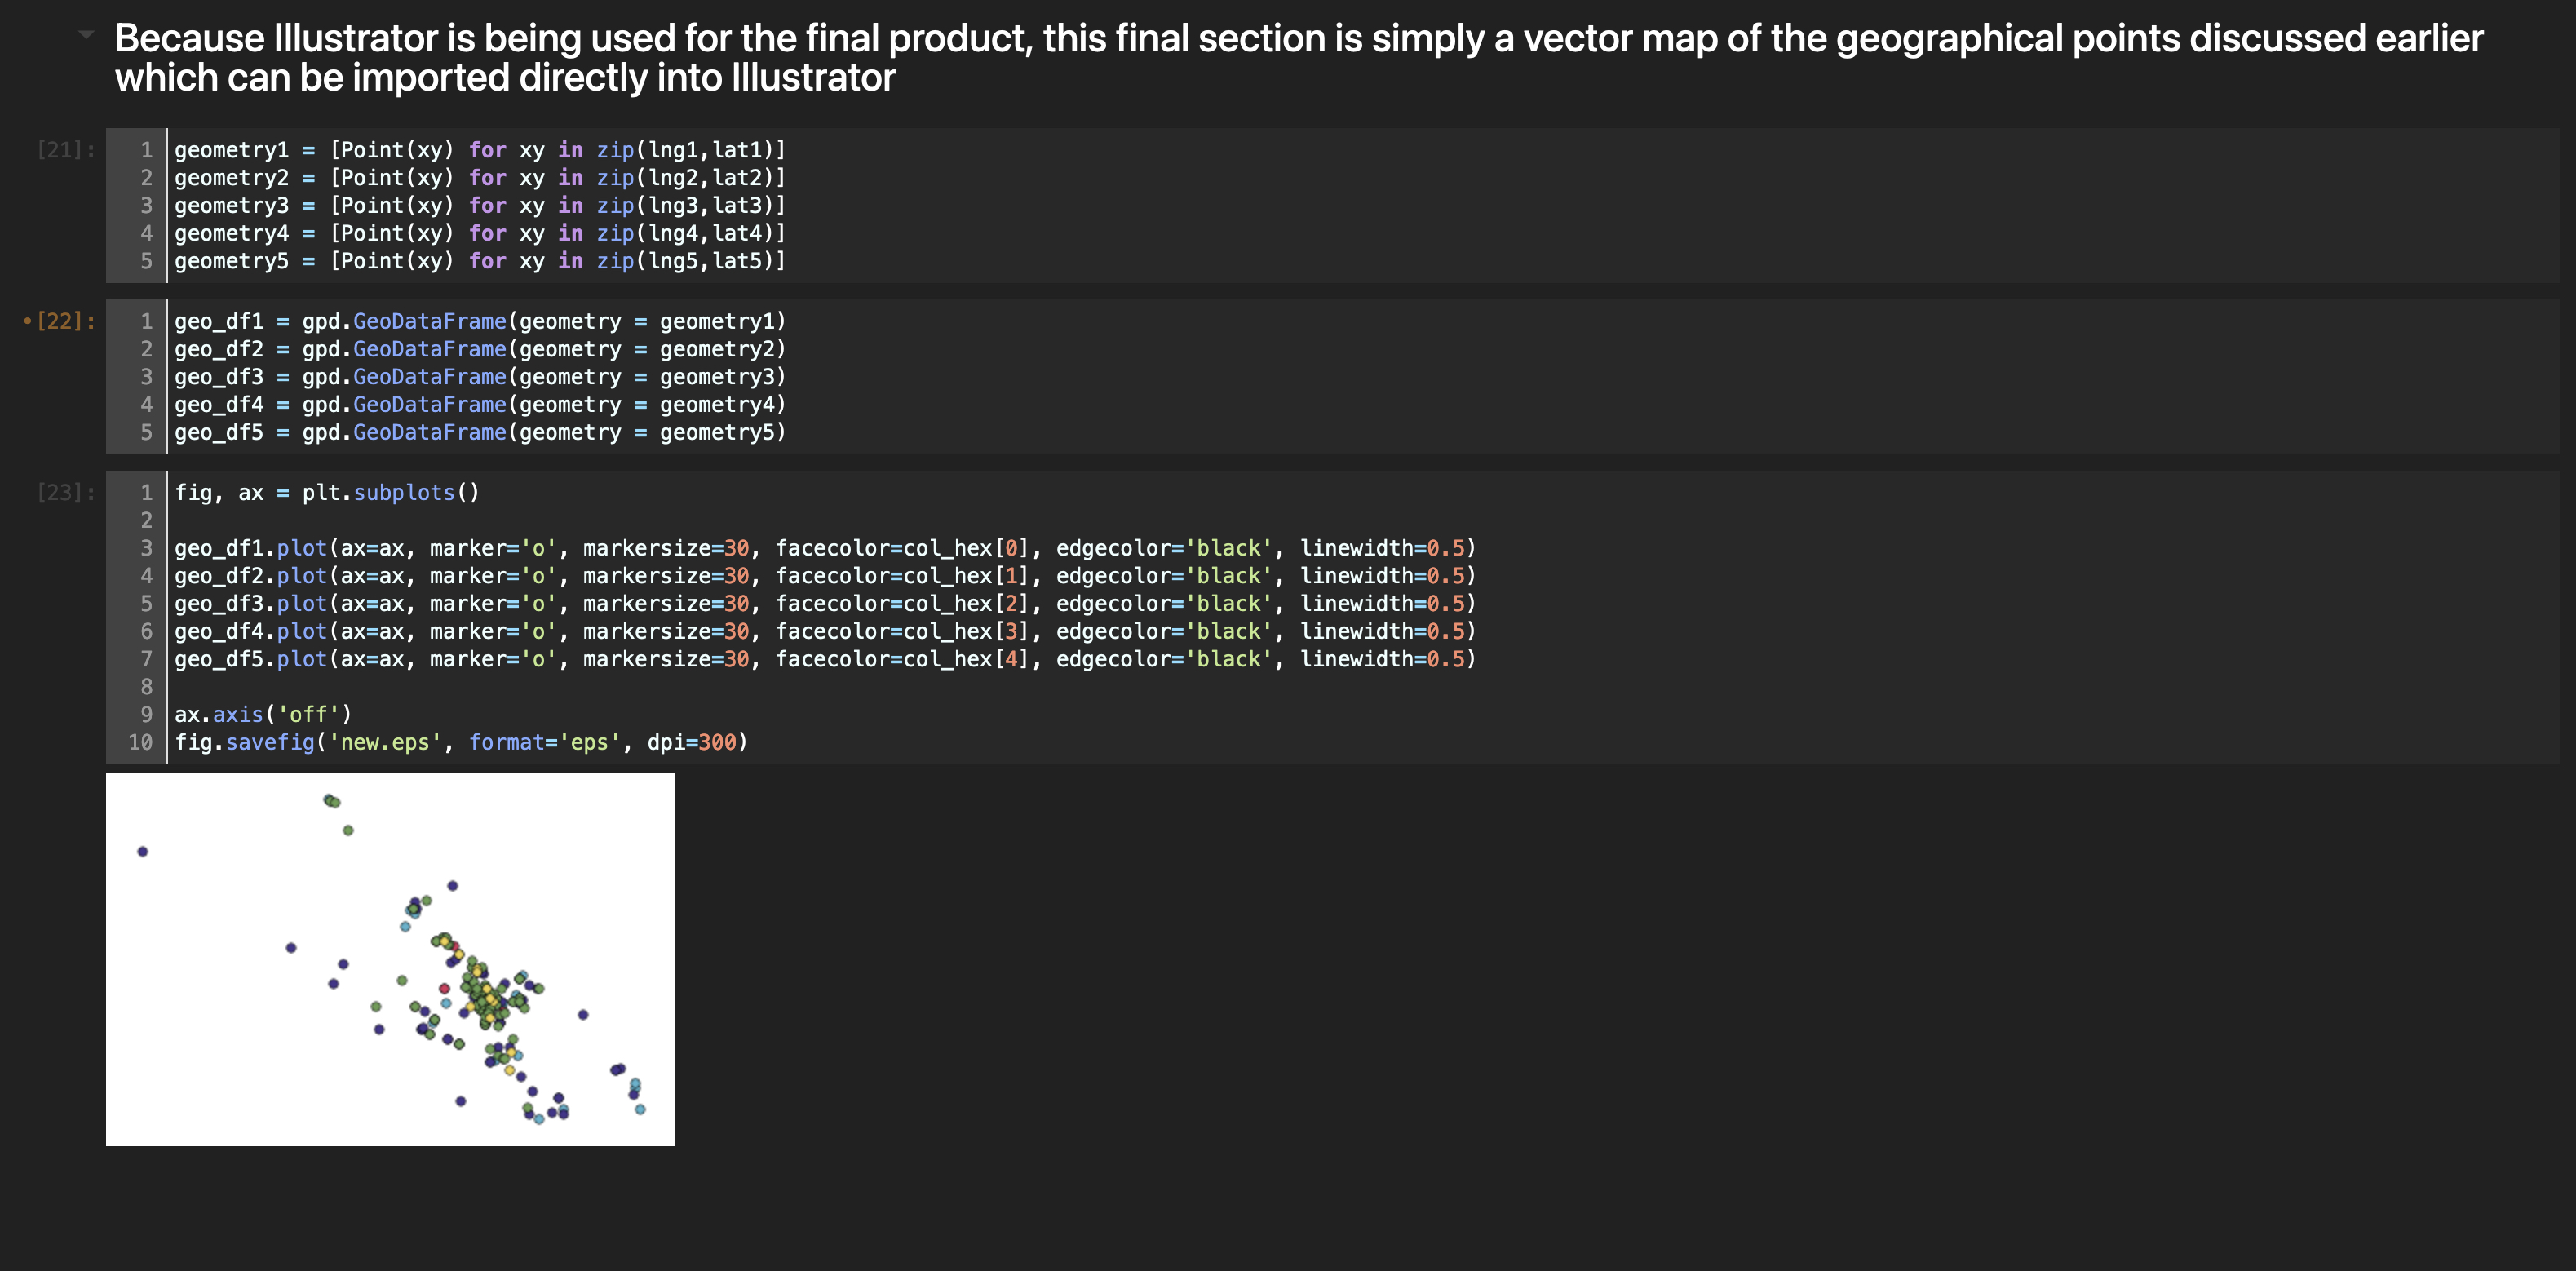 Because Illustrator is being used for the final product, this final section is simply a vector map of the geographical points discussed earlier
which can be imported directly into Illustrator
[21]:
1 geometry1 = [Point(xy) for xy in zip(lng1,lat1)]
2 geometry2 = [Point(xy) for xy in zip(lng2,lat2)]
3 geometry3 = [Point(xy) for xy in zip(lng3,lat3)]
4 geometry4 = [Point(xy) for xy in zip(lng4,lat4)]
5 geometry5 = [Point(xy) for xy in zip(lng5,lat5)]
•[22]:
1 geo_df1 = gpd.GeoDataFrame(geometry = geometry1)
2 geo_df2 = gpd.GeoDataFrame(geometry = geometry2)
3 geo_df3 = gpd.GeoDataFrame(geometry = geometry3)
4 geo_df4 = gpd.GeoDataFrame(geometry = geometry4)
5 geo_df5 = gpd.GeoDataFrame(geometry = geometry5)
[23]:
1 fig, ax = plt.subplots()
2
3 geo_df1.plot(ax=ax, marker='o', markersize=30, facecolor=col_hex[0], edgecolor='black', linewidth=0.5)
4 geo_df2.plot(ax=ax, marker='o', markersize=30, facecolor=col_hex[1], edgecolor='black', linewidth=0.5)
5 geo_df3.plot(ax=ax, marker='o', markersize=30, facecolor=col_hex[2], edgecolor='black', linewidth=0.5)
6 geo_df4.plot(ax=ax, marker='o', markersize=30, facecolor=col_hex[3], edgecolor='black', linewidth=0.5)
7 geo_df5.plot(ax=ax, marker='o', markersize=30, facecolor=col_hex[4], edgecolor='black', linewidth=0.5)
8
9 ax.axis('off')
10 fig.savefig('new.eps', format='eps', dpi=300)